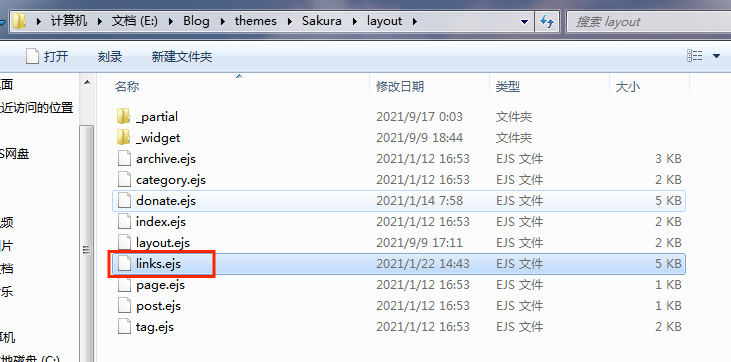 计算机 ▸ 文档 (E:) ▸ Blog ▸ themes ▸ Sakura ▸ layout ▸
搜索 layout
打开 刻录 新建文件夹
名称 修改日期 类型 大小
_partial 2021/9/17 0:03 文件夹
_widget 2021/9/9 18:44 文件夹
archive.ejs 2021/1/12 16:53 EJS 文件 3 KB
category.ejs 2021/1/12 16:53 EJS 文件 2 KB
donate.ejs 2021/1/14 7:58 EJS 文件 5 KB
index.ejs 2021/1/12 16:53 EJS 文件 2 KB
layout.ejs 2021/9/9 17:11 EJS 文件 2 KB
links.ejs 2021/1/22 14:43 EJS 文件 5 KB
page.ejs 2021/1/12 16:53 EJS 文件 1 KB
post.ejs 2021/1/12 16:53 EJS 文件 1 KB
tag.ejs 2021/1/12 16:53 EJS 文件 2 KB
面
近访问的位置
S网盘
频
片
文档
乐
算机
地磁盘 (C:)